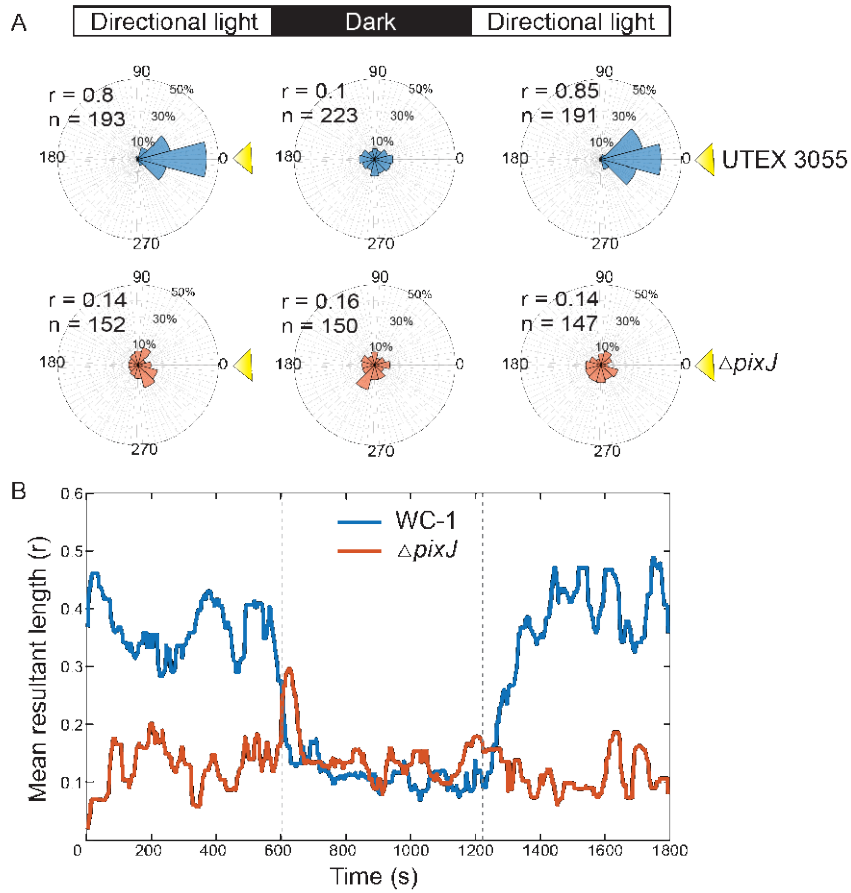 A
Directional light Dark Directional light
90 90 90
r = 0.8 r = 0.1 r = 0.85
50% 50% 50%
n = 193 n = 223 n = 191
30% 30% 30%
10% 10% 10%
180 0 180 0 180 0 UTEX 3055
270 270 270
90 90 90
r = 0.14 r = 0.16 r = 0.14
50% 50% 50%
n = 152 n = 150 n = 147
30% 30% 30%
10% 10% 10%
180 0 180 0 180 0 △pixJ
270 270 270
B
0.6
WC-1
△pixJ
0.5
0.4
0.3
0.2
0.1
Mean resultant length (r)
0 200 400 600 800 1000 1200 1400 1600 1800
Time (s)